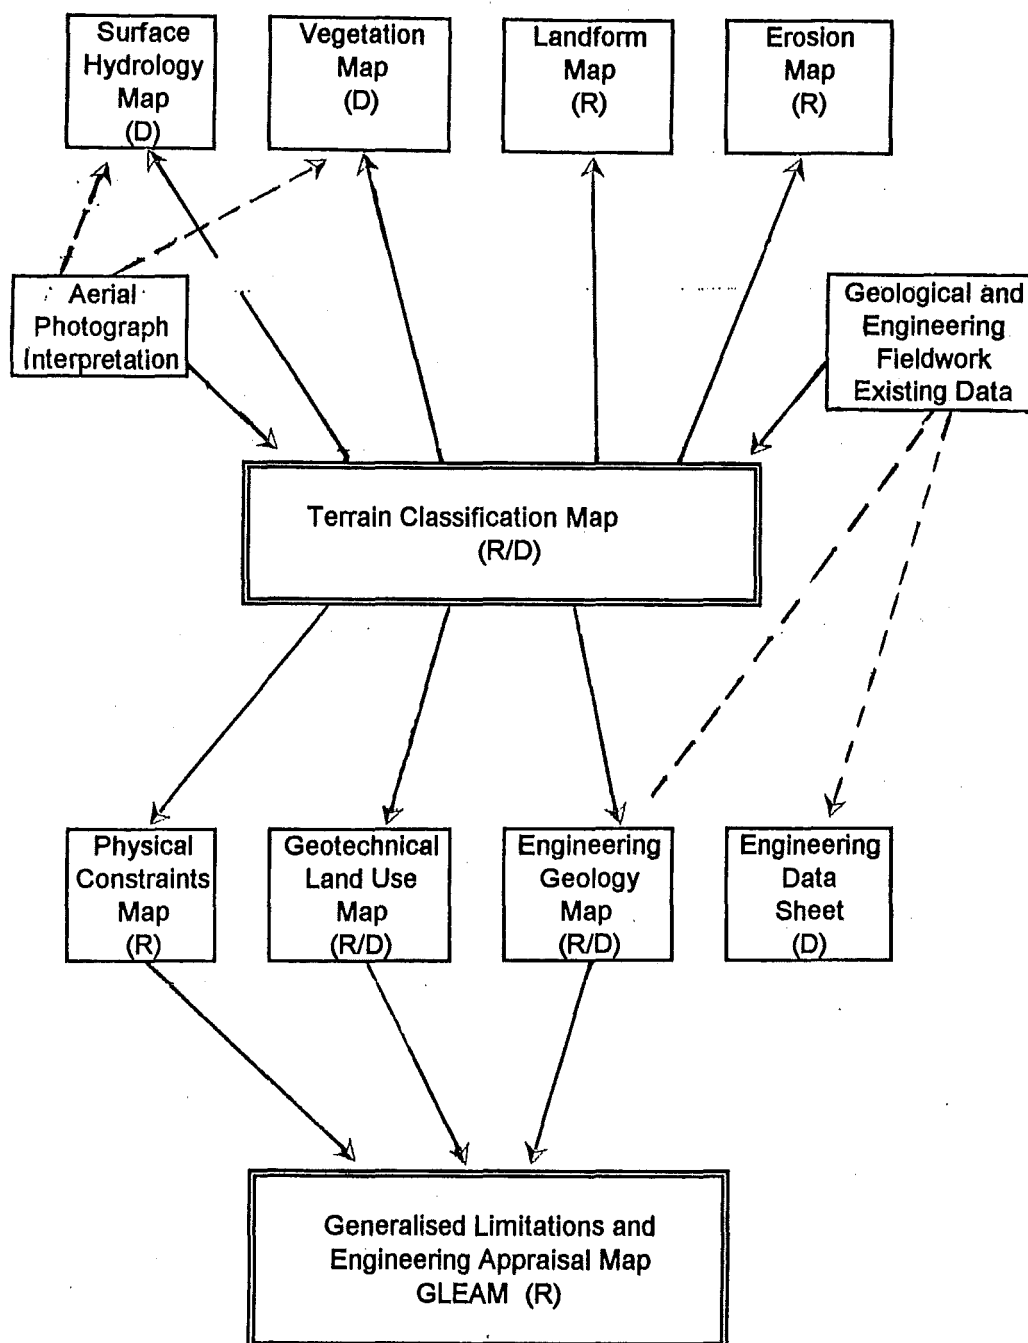 Surface
Hydrology
Map
(D)
Vegetation
Map
(D)
Landform
Map
(R)
Erosion
Map
(R)
Aerial
Photograph
Interpretation
Geological and
Engineering
Fieldwork
Existing Data
Terrain Classification Map
(R/D)
Physical
Constraints
Map
(R)
Geotechnical
Land Use
Map
(R/D)
Engineering
Geology
Map
(R/D)
Engineering
Data
Sheet
(D)
Generalised Limitations and
Engineering Appraisal Map
GLEAM (R)